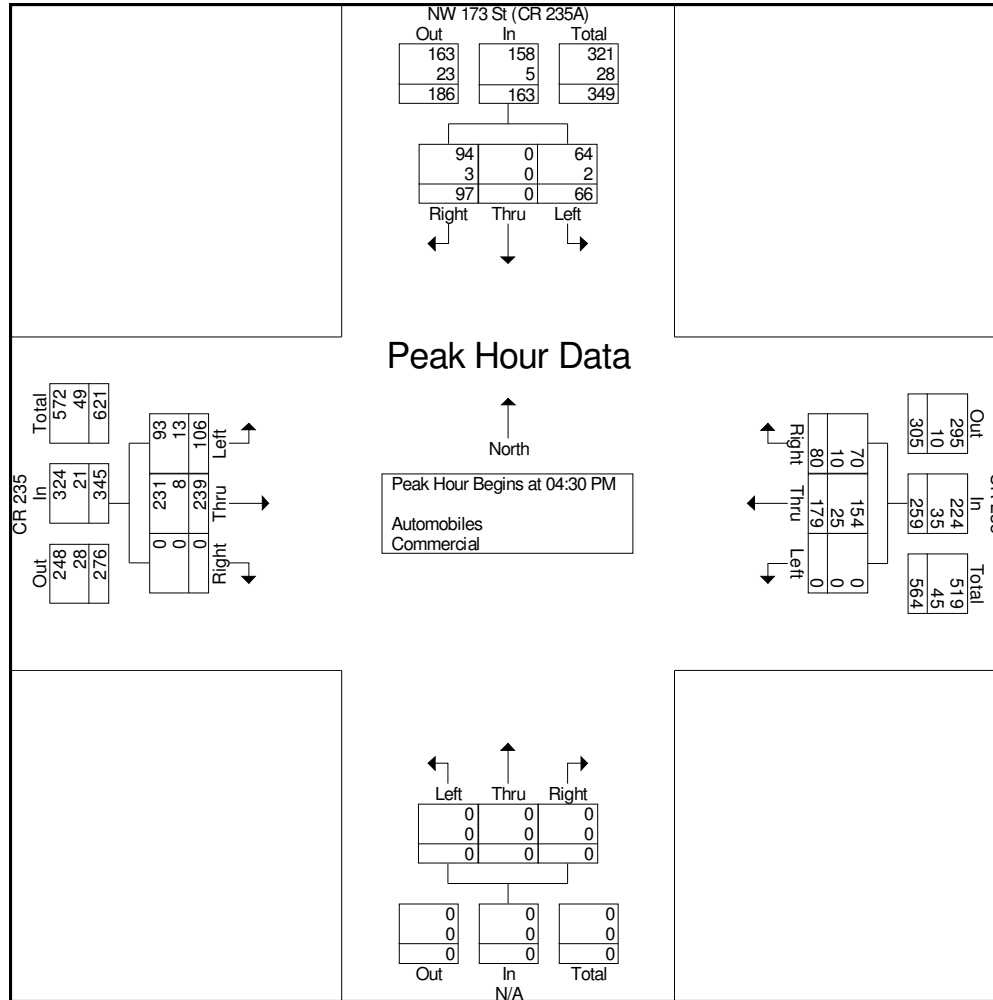 NW 173 St (CR 235A)
Out In Total
163 158 321
23 5 28
186 163 349
94 0 64
3 0 2
97 0 66
Right Thru Left
Peak Hour Data
North
Peak Hour Begins at 04:30 PM
Automobiles
Commercial
CR 235
Total In Out
572 324 248
49 21 28
621 345 276
93 231 0
13 8 0
106 239 0
Left Thru Right
Out In Total
295 224 519
10 35 45
305 259 564
70 154 0
10 25 0
80 179 0
Right Thru Left
Left Thru Right
0 0 0
0 0 0
0 0 0
0 0 0
0 0 0
0 0 0
Out In Total
N/A